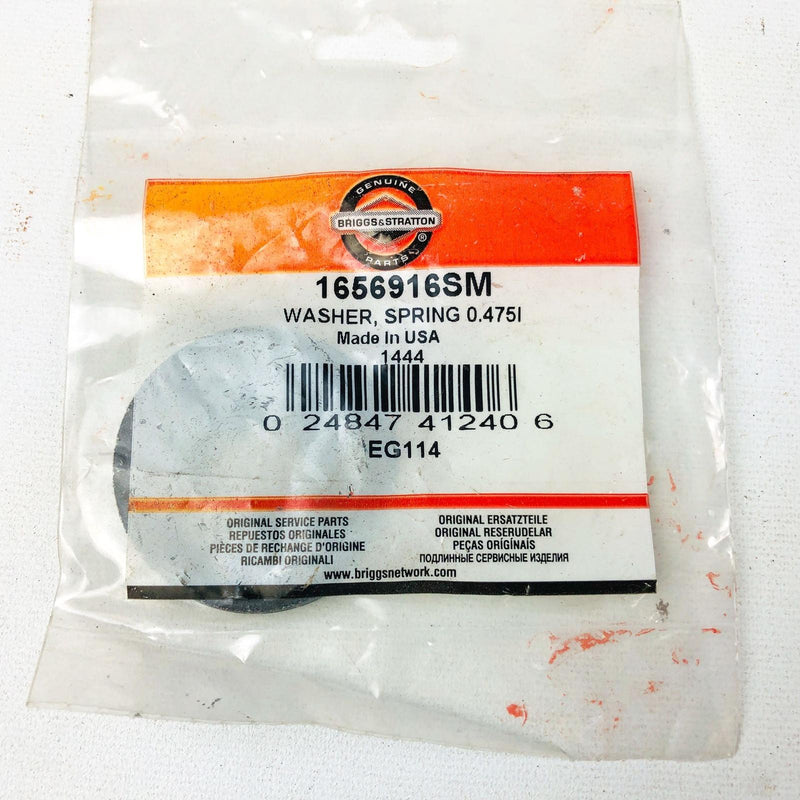 GENUINE
BRIGGS&STRATTON
®
PARTS
1656916SM
WASHER, SPRING 0.475I
Made In USA
1444
0 24847 41240 6
EG114
ORIGINAL SERVICE PARTS
REPUESTOS ORIGINALES
PIÈCES DE RECHANGE D'ORIGINE
RICAMBI ORIGINALI
ORIGINAL ERSATZTEILE
ORIGINAL RESERUDELAR
PEÇAS ORIGINAIS
ПОДЛИННЫЕ СЕРВИСНЫЕ ИЗДЕЛИЯ
www.briggsnetwork.com